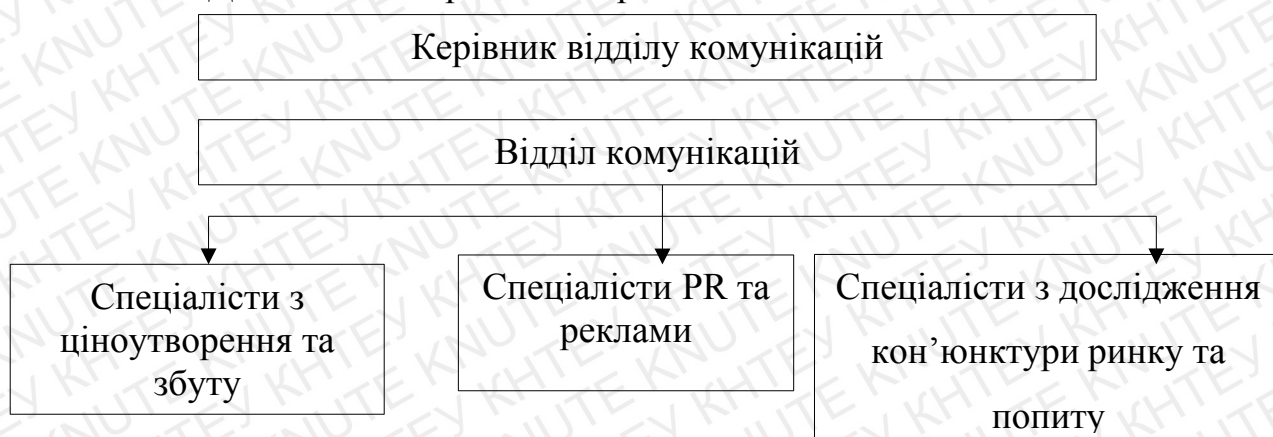 Керівник відділу комунікацій
Відділ комунікацій
Спеціалісти з
ціноутворення та
збуту
Спеціалісти PR та
реклами
Спеціалісти з дослідження
кон’юнктури ринку та
попиту